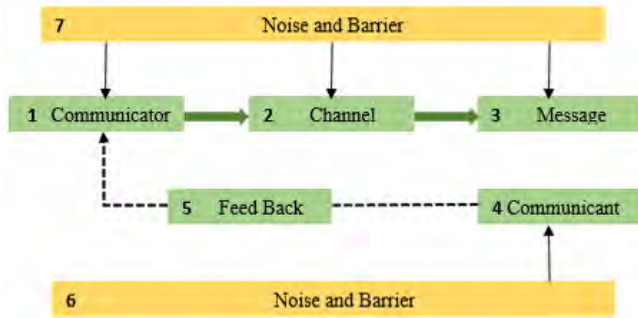 7 Noise and Barrier
1 Communicator
2 Channel
3 Message
5 Feed Back
4 Communicant
6 Noise and Barrier